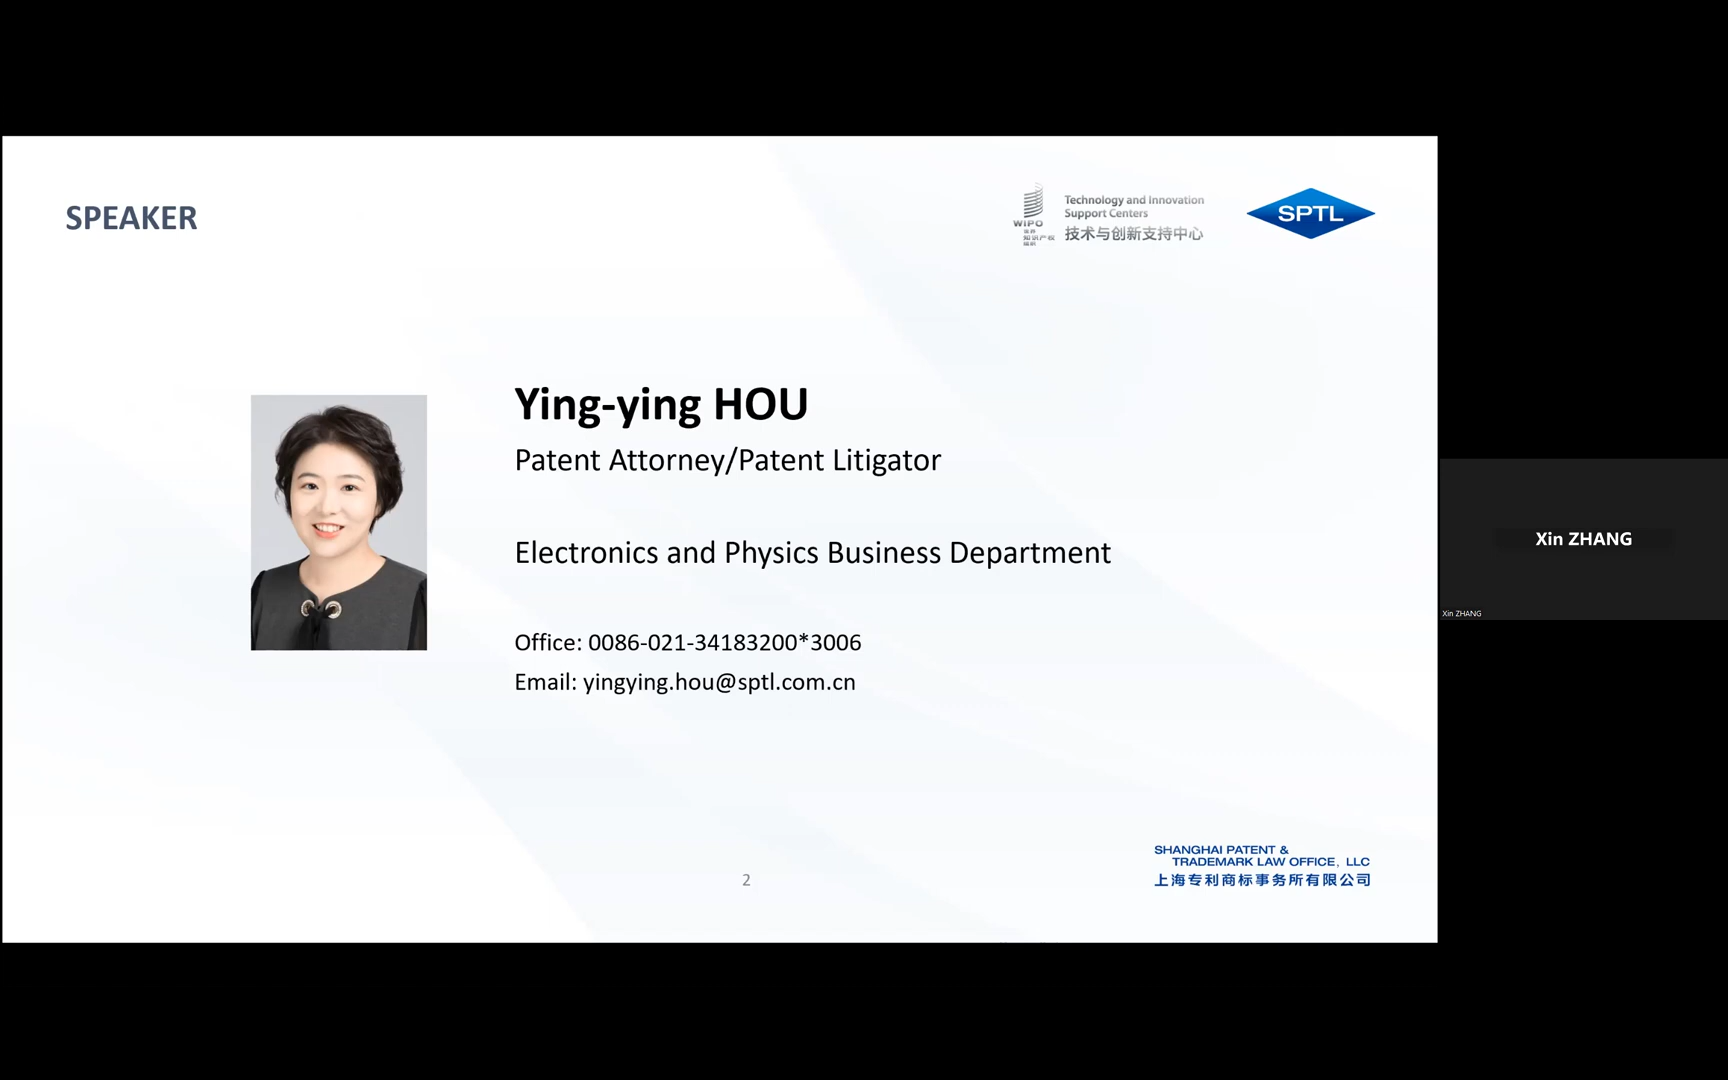 SPEAKER
Technology and Innovation
Support Centers
技术与创新支持中心
WIPO
世界
知识产权
组织
SPTL
Ying-ying HOU
Patent Attorney/Patent Litigator
Electronics and Physics Business Department
Office: 0086-021-34183200*3006
Email: yingying.hou@sptl.com.cn
SHANGHAI PATENT &
TRADEMARK LAW OFFICE, LLC
上海专利商标事务所有限公司
2
Xin ZHANG
Xin ZHANG